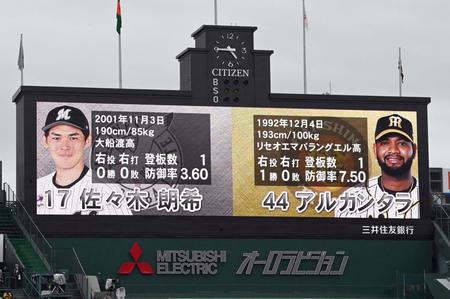 CITIZEN
B
S
O
2001年11月3日
190cm/85kg
大船渡高
右投 右打 登板数 1
0勝 0敗 防御率 3.60
17 佐々木 朗希
1992年12月4日
193cm/100kg
リセオエマバランゲエル高
右投 右打 登板数 1
1勝 0敗 防御率 7.50
44 アルカンタラ
三井住友銀行
MITSUBISHI
ELECTRIC
オーロラビジョン